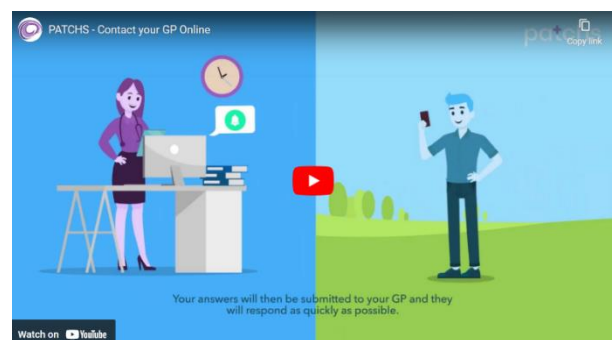 PATCHS - Contact your GP Online
patchs
Copy link
Your answers will then be submitted to your GP and they
will respond as quickly as possible.
Watch on YouTube